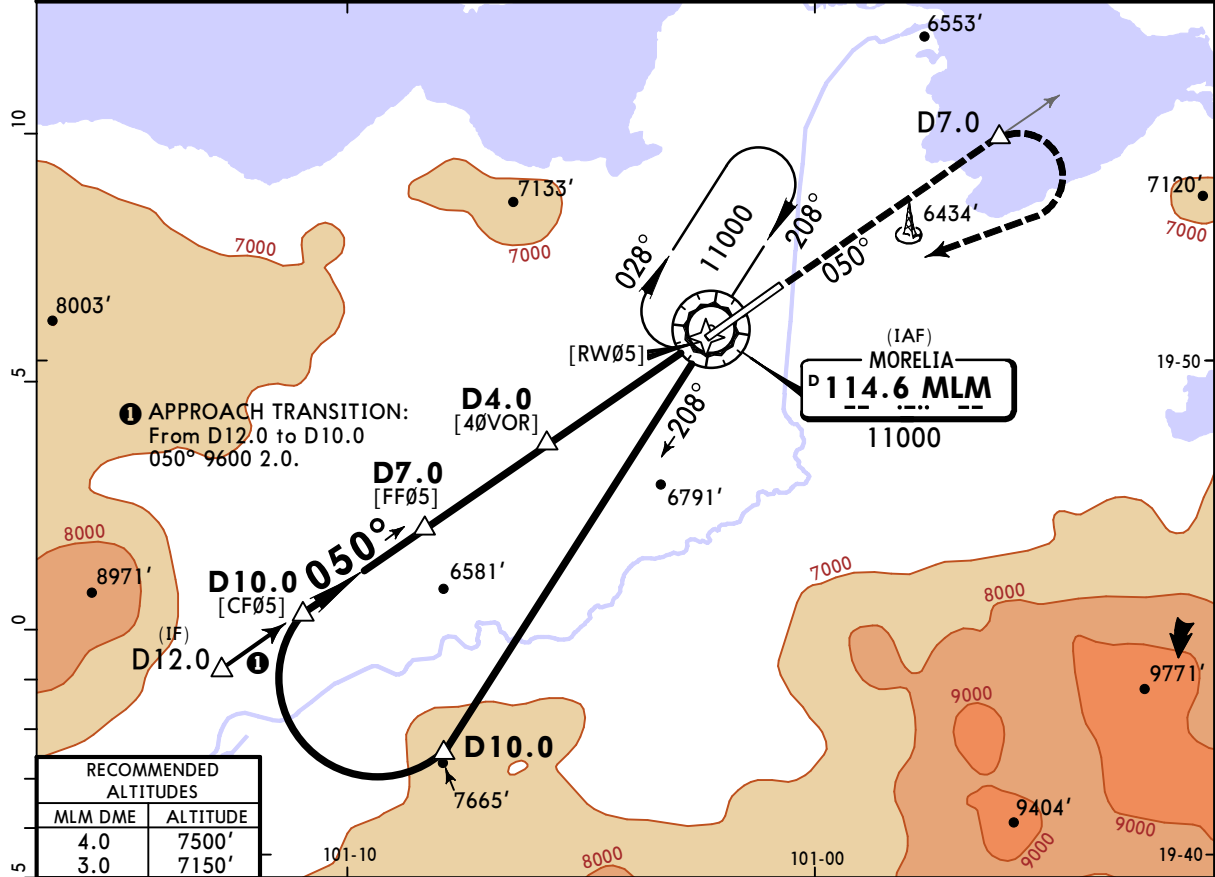 6553'
10
D7.0
7133'
7120'
7000
6434'
7000
7000
11000
208°
028°
050°
8003'
[RWØ5]
(IAF)
MORELIA
D 114.6 MLM
11000
19-50
5
D4.0
[4ØVOR]
208°
1 APPROACH TRANSITION:
From D12.0 to D10.0
050° 9600 2.0.
D7.0
[FFØ5]
6791'
8000
8971'
050°
D10.0
[CFØ5]
6581'
7000
8000
0
(IF)
D12.0
1
9771'
9000
D10.0
7665'
RECOMMENDED
ALTITUDES
MLM DME ALTITUDE
4.0 7500'
3.0 7150'
9404'
9000
9000
5
101-10
8000
101-00
19-40